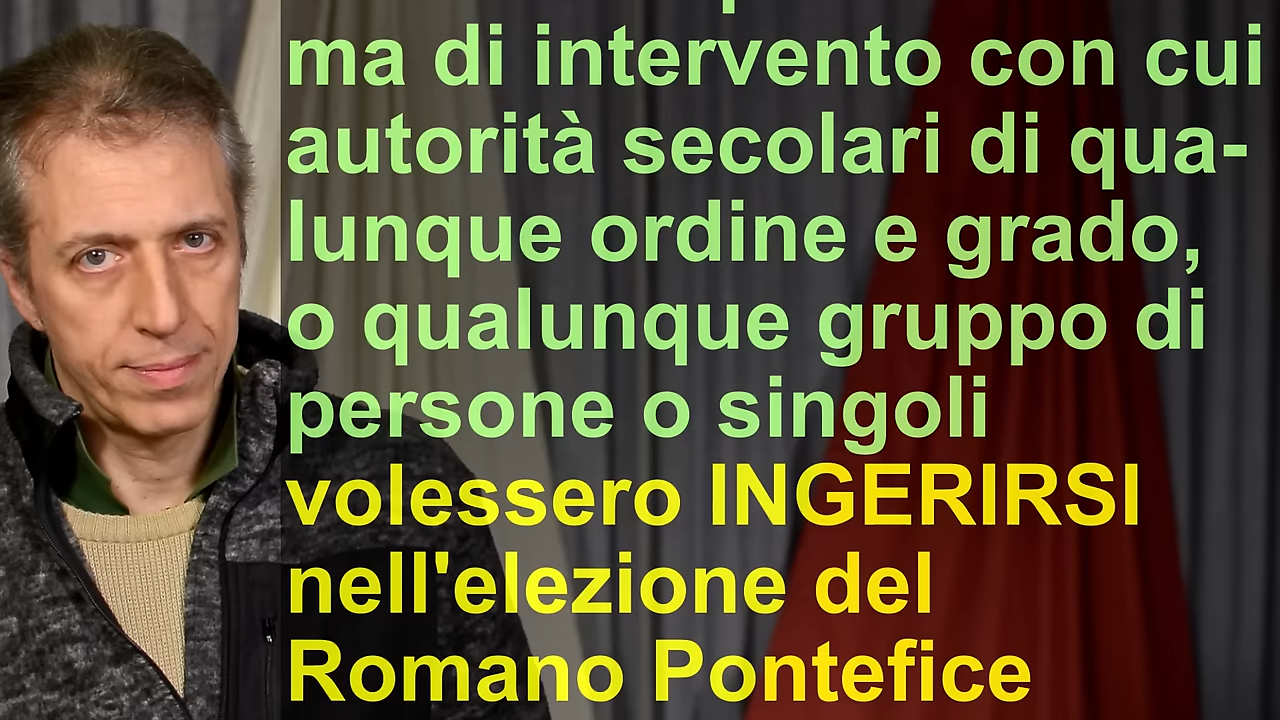 ma di intervento con cui
autorità secolari di qua-
lunque ordine e grado,
o qualunque gruppo di
persone o singoli
volessero INGERIRSI
nell'elezione del
Romano Pontefice